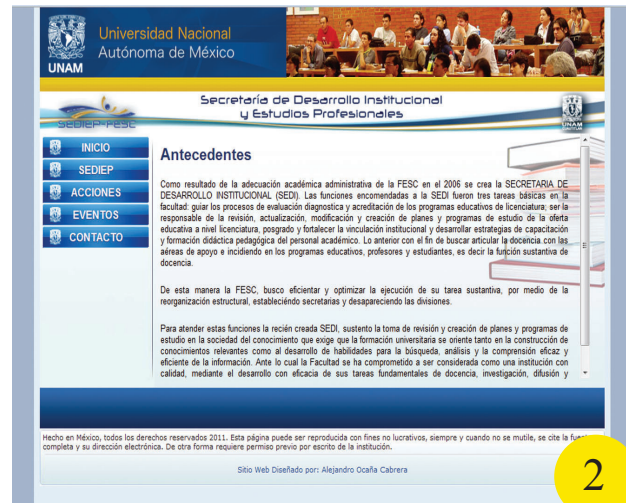 Universidad Nacional
Autónoma de México
UNAM
Secretaría de Desarrollo Institucional
y Estudios Profesionales
SEDIEP-FESC
UNAM
INICIO
SEDIEP
ACCIONES
EVENTOS
CONTACTO
Antecedentes
Como resultado de la adecuación académica administrativa de la FESC en el 2006 se crea la SECRETARIA DE
DESARROLLO INSTITUCIONAL (SEDI). Las funciones encomendadas a la SEDI fueron tres tareas básicas en la
facultad: guiar los procesos de evaluación diagnostica y acreditación de los programas educativos de licenciatura; ser la
responsable de la revisión, actualización, modificación y creación de planes y programas de estudio de la oferta
educativa a nivel licenciatura, posgrado y fortalecer la vinculación institucional y desarrollar estrategias de capacitación
y formación didáctica pedagógica del personal académico. Lo anterior con el fin de buscar articular la docencia con las
aéreas de apoyo e incidiendo en los programas educativos, profesores y estudiantes, es decir la función sustantiva de
docencia.
De esta manera la FESC, busco eficientar y optimizar la ejecución de su tarea sustantiva, por medio de la
reorganización estructural, estableciéndo secretarias y desapareciendo las divisiones.
Para atender estas funciones la recién creada SEDI, sustento la toma de revisión y creación de planes y programas de
estudio en la sociedad del conocimiento que exige que la formación universitaria se oriente tanto en la construcción de
conocimientos relevantes como al desarrollo de habilidades para la búsqueda, análisis y la comprensión eficaz y
eficiente de la información. Ante lo cual la Facultad se ha comprometido a ser considerada como una institución con
calidad, mediante el desarrollo con eficacia de sus tareas fundamentales de docencia, investigación, difusión y
Hecho en México, todos los derechos reservados 2011. Esta página puede ser reproducida con fines no lucrativos, siempre y cuando no se mutile, se cite la
completa y su dirección electrónica. De otra forma requiere permiso previo por escrito de la institución.
Sitio Web Diseñado por: Alejandro Ocaña Cabrera
2